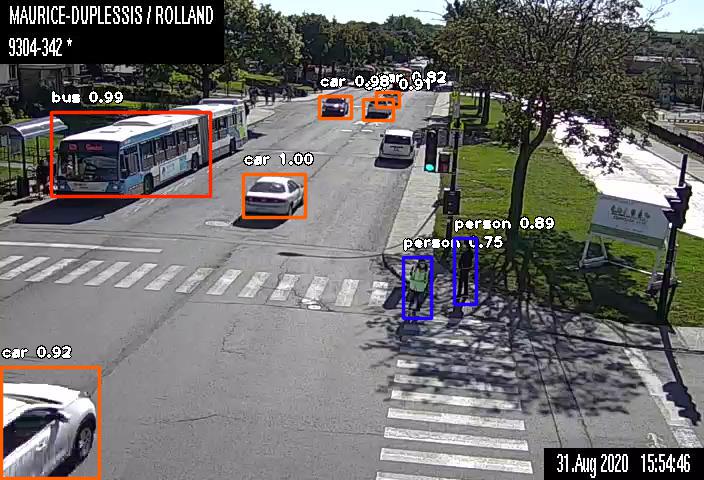 MAURICE-DUPLESSIS / ROLLAND
9304-342 *
bus 0.99
car 0.98
car 0.82
0.91
car 1.00
person 0.89
person 0.75
car 0.92
31.Aug 2020 15:54:46